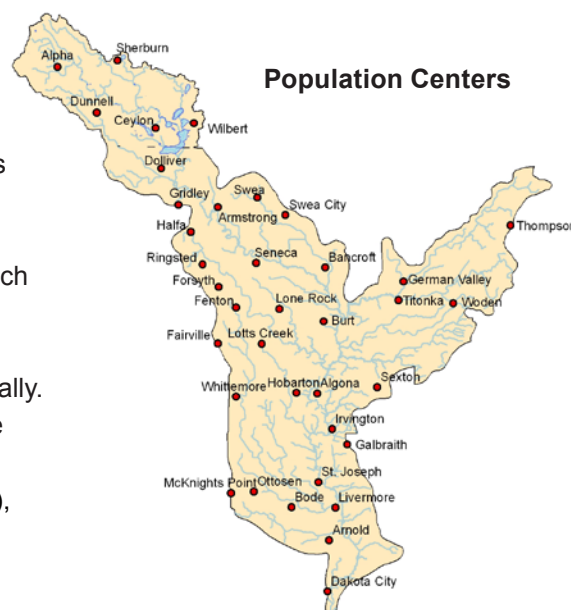 Population Centers
Sherburn
Alpha
Dunnell
Ceylon
Wilbert
s
Dolliver
Gridley
Swea
Swea City
Armstrong
Thompson
Halfa
Ringsted
Seneca
Bancroft
ch
Forsyth
German Valley
Fenton
Lone Rock
Titonka
Woden
Burt
Fairville
Lotts Creek
ally.
Whittemore
Hobarton
Algona
Sexton
e
Irvington
Galbraith
McKnights Point
Ottosen
St. Joseph
),
Bode
Livermore
Arnold
Dakota City